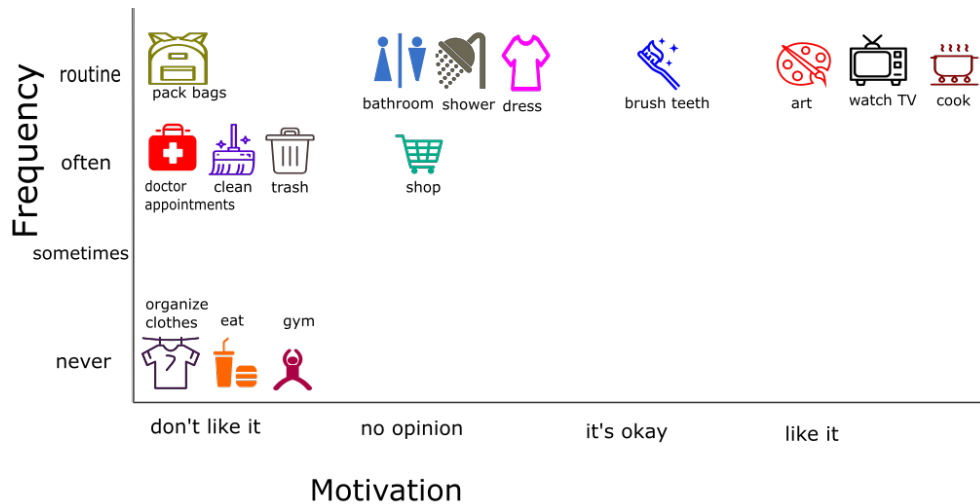 Frequency
routine
pack bags
bathroom
shower
dress
brush teeth
art
watch TV
cook
often
doctor
appointments
clean
trash
shop
sometimes
organize
clothes
eat
gym
never
don't like it
no opinion
it's okay
like it
Motivation